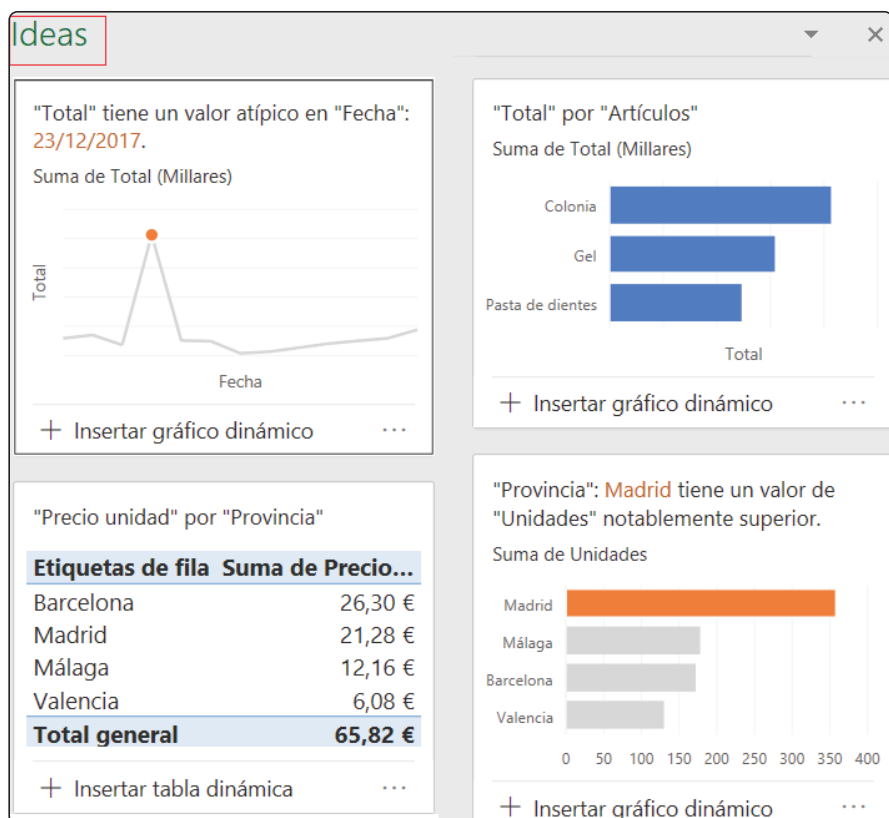 Ideas
"Total" tiene un valor atípico en "Fecha":
23/12/2017.
Suma de Total (Millares)
Total
Fecha
+ Insertar gráfico dinámico ...
"Total" por "Artículos"
Suma de Total (Millares)
Colonia
Gel
Pasta de dientes
Total
+ Insertar gráfico dinámico ...
"Precio unidad" por "Provincia"
Etiquetas de fila Suma de Precio...
Barcelona 26,30 €
Madrid 21,28 €
Málaga 12,16 €
Valencia 6,08 €
Total general 65,82 €
+ Insertar tabla dinámica ...
"Provincia": Madrid tiene un valor de
"Unidades" notablemente superior.
Suma de Unidades
Madrid
Málaga
Barcelona
Valencia
0 50 100 150 200 250 300 350 400
+ Insertar gráfico dinámico ...